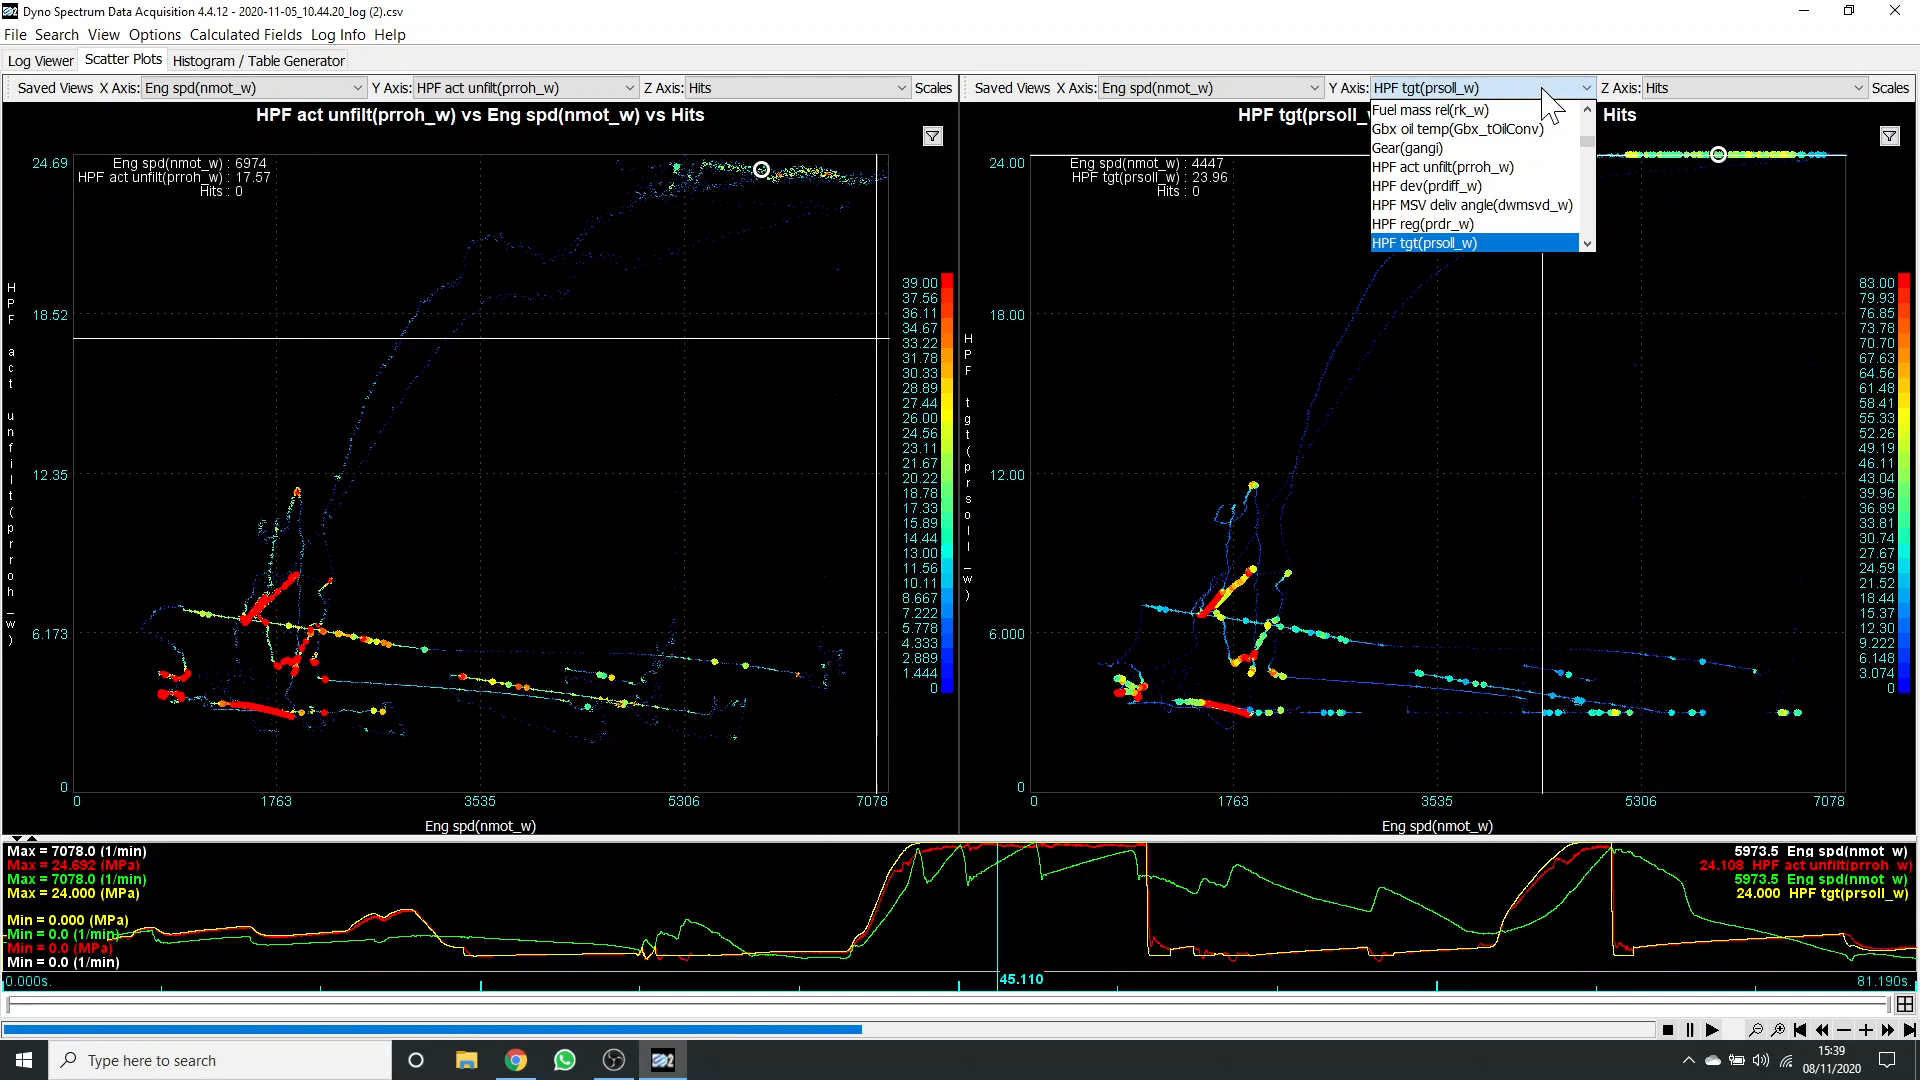 Dyno Spectrum Data Acquisition 4.4.12 - 2020-11-05_10.44.20_log (2).csv
File Search View Options Calculated Fields Log Info Help
Log Viewer Scatter Plots Histogram / Table Generator
Saved Views X Axis: Eng spd(nmot_w) Y Axis: HPF act unfilt(prroh_w) Z Axis: Hits Scales
Saved Views X Axis: Eng spd(nmot_w) Y Axis: HPF tgt(prsoll_w) Z Axis: Hits Scales
HPF act unfilt(prroh_w) vs Eng spd(nmot_w) vs Hits
24.69
Eng spd(nmot_w) : 6974
HPF act unfilt(prroh_w) : 17.57
Hits : 0
18.52
12.35
6.173
0
HPF act unfilt(prroh_w)
39.00
37.56
36.11
34.67
33.22
31.78
30.33
28.89
27.44
26.00
24.56
23.11
21.67
20.22
18.78
17.33
15.89
14.44
13.00
11.56
10.11
8.667
7.222
5.778
4.333
2.889
1.444
0
0 1763 3535 5306 7078
Eng spd(nmot_w)
HPF tgt(prsoll_ Hits
Fuel mass rel(rk_w)
Gbx oil temp(Gbx_tOilConv)
Gear(gangi)
HPF act unfilt(prroh_w)
HPF dev(prdiff_w)
HPF MSV deliv angle(dwmsvd_w)
HPF reg(prdr_w)
HPF tgt(prsoll_w)
24.00
Eng spd(nmot_w) : 4447
HPF tgt(prsoll_w) : 23.96
Hits : 0
18.00
12.00
6.000
0
HPF tgt(prsoll_w)
83.00
79.93
76.85
73.78
70.70
67.63
64.56
61.48
58.41
55.33
52.26
49.19
46.11
43.04
39.96
36.89
33.81
30.74
27.67
24.59
21.52
18.44
15.37
12.30
9.222
6.148
3.074
0
0 1763 3535 5306 7078
Eng spd(nmot_w)
Max = 7078.0 (1/min)
Max = 24.692 (MPa)
Max = 7078.0 (1/min)
Max = 24.000 (MPa)
Min = 0.000 (MPa)
Min = 0.0 (1/min)
Min = 0.0 (MPa)
Min = 0.0 (1/min)
5973.5 Eng spd(nmot_w)
24.108 HPF act unfilt(prroh_w)
5973.5 Eng spd(nmot_w)
24.000 HPF tgt(prsoll_w)
0.000s. 45.110 81.190s.
Type here to search
15:39
08/11/2020